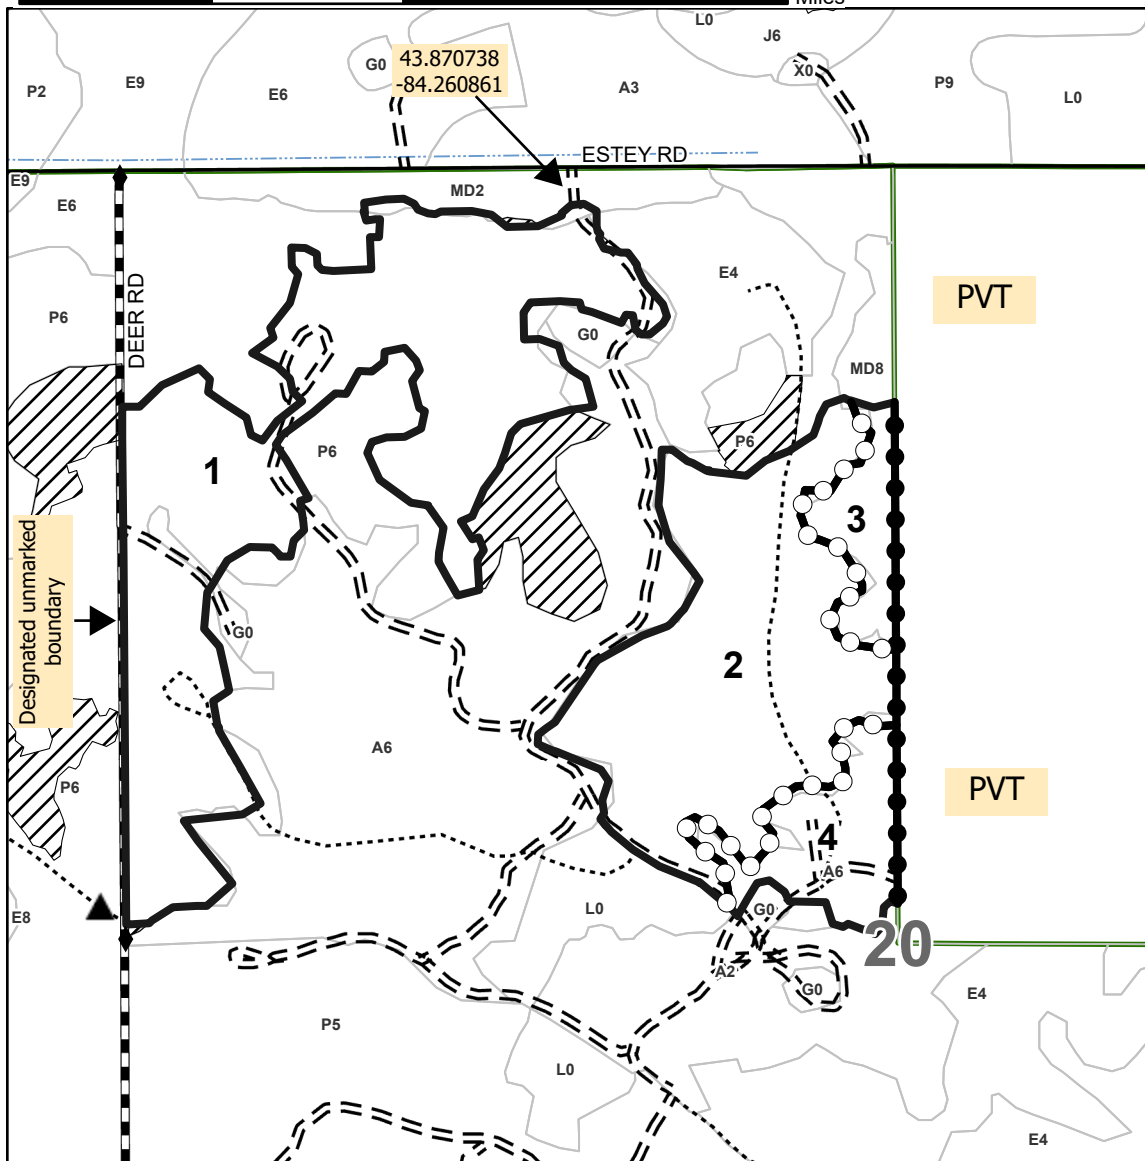 Miles
L0
J6
G0
43.870738
-84.260861
X0
P2
E9
E6
A3
P9
L0
ESTEY RD
E9
MD2
E6
E4
PVT
P6
DEER RD
G0
MD8
P6
P6
1
3
Designated unmarked
boundary
G0
2
A6
P6
PVT
4
A6
E8
L0
G0
20
A2
G0
E4
P5
L0
E4